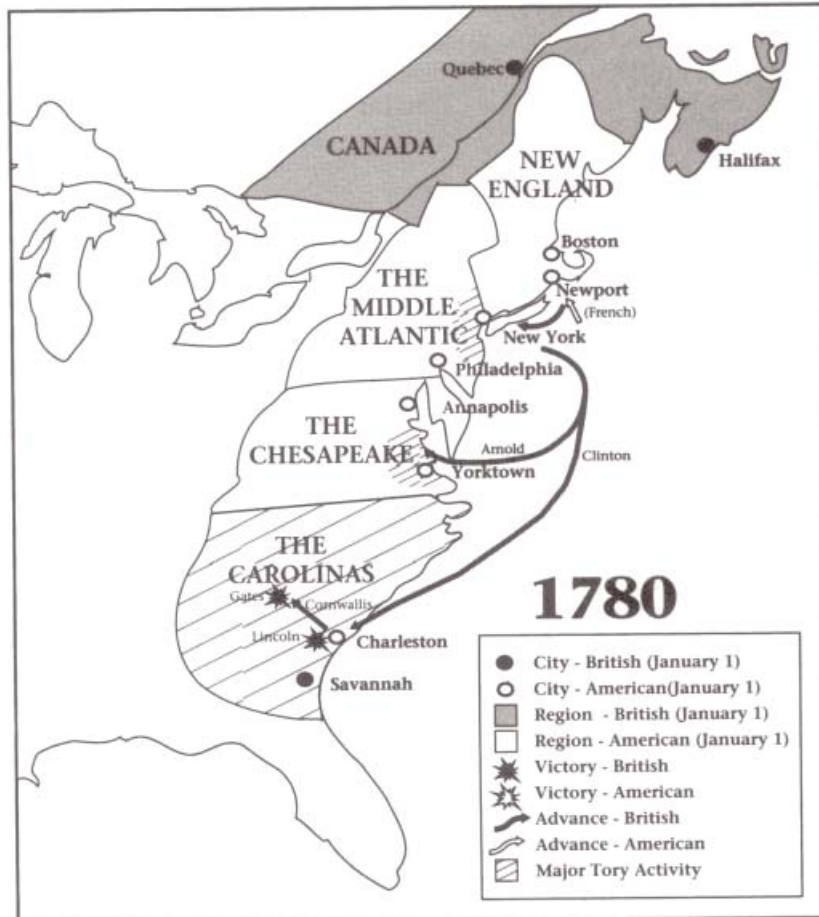 Quebec
CANADA
Halifax
NEW
ENGLAND
Boston
Newport
(French)
THE
MIDDLE
ATLANTIC
New York
Philadelphia
Annapolis
THE
CHESAPEAKE
Arnold
Yorktown
Clinton
THE
CAROLINAS
Gates
Cornwallis
Lincoln
Charleston
Savannah
1780
City - British (January 1)
City - American(January 1)
Region - British (January 1)
Region - American (January 1)
Victory - British
Victory - American
Advance - British
Advance - American
Major Tory Activity